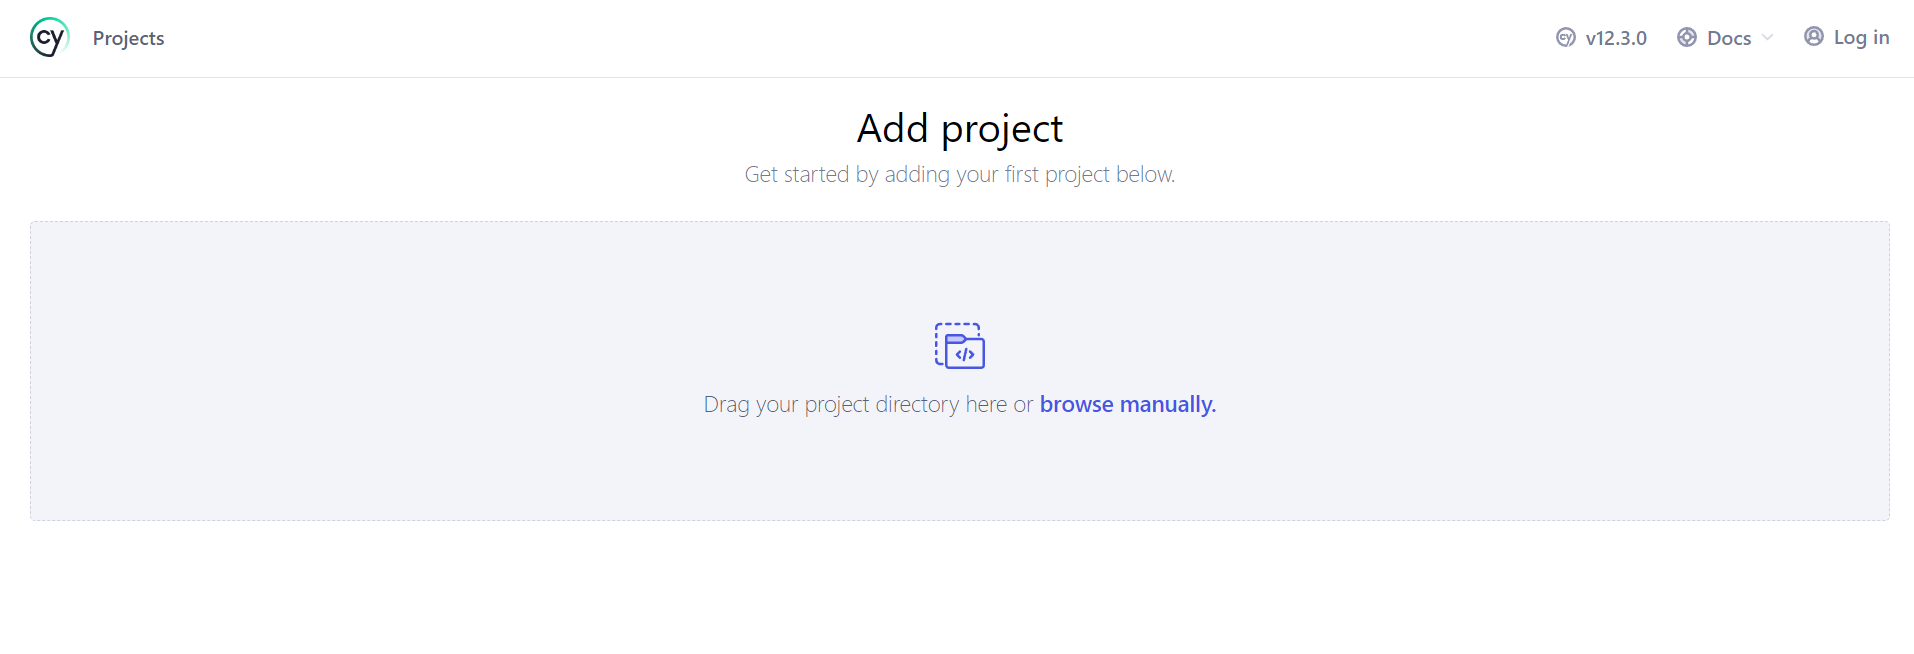 cy Projects cy v12.3.0 Docs Log in
Add project
Get started by adding your first project below.
</>
Drag your project directory here or browse manually.